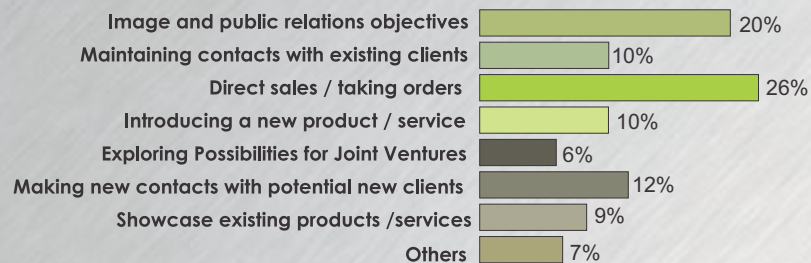 Image and public relations objectives 20%
Maintaining contacts with existing clients 10%
Direct sales / taking orders 26%
Introducing a new product / service 10%
Exploring Possibilities for Joint Ventures 6%
Making new contacts with potential new clients 12%
Showcase existing products /services 9%
Others 7%